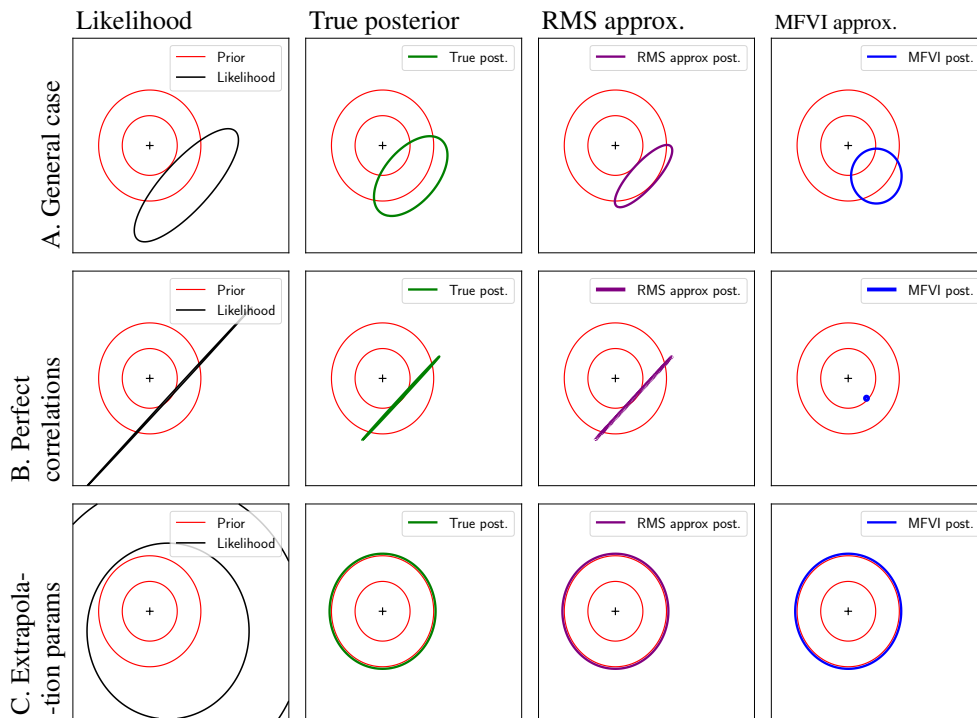 Likelihood
True posterior
RMS approx.
MFVI approx.
A. General case
Prior
Likelihood
True post.
RMS approx post.
MFVI post.
B. Perfect
correlations
Prior
Likelihood
True post.
RMS approx post.
MFVI post.
C. Extrapola-
-tion params
Prior
Likelihood
True post.
RMS approx post.
MFVI post.